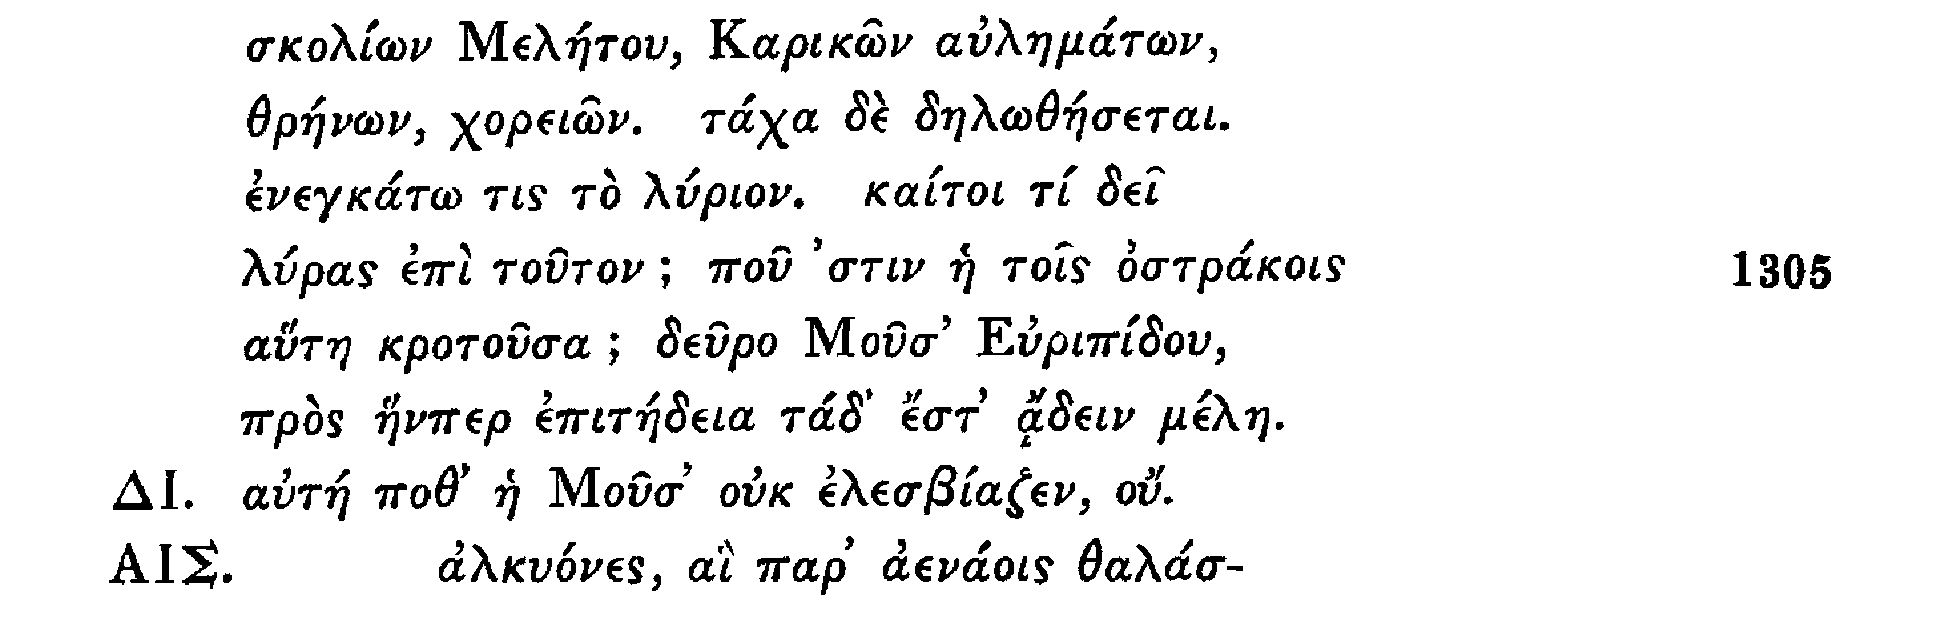 σκολίων Μελήτου, Καρικῶν αὐλημάτων,
θρήνων, χορειῶν. τάχα δὲ δηλωθήσεται.
ἐνεγκάτω τις τὸ λύριον. καίτοι τί δεῖ
λύρας ἐπὶ τοῦτον ; ποῦ ’στιν ἡ τοῖς ὀστράκοις 1305
αὕτη κροτοῦσα ; δεῦρο Μοῦσ’ Εὐριπίδου,
πρὸς ἥνπερ ἐπιτήδεια τάδ’ ἔστ’ ᾄδειν μέλη.
ΔΙ. αὐτή ποθ’ ἡ Μοῦσ’ οὐκ ἐλεσβίαζεν, οὔ.
ΑΙΣ. ἀλκυόνες, αἳ παρ’ ἀενάοις θαλάσ-